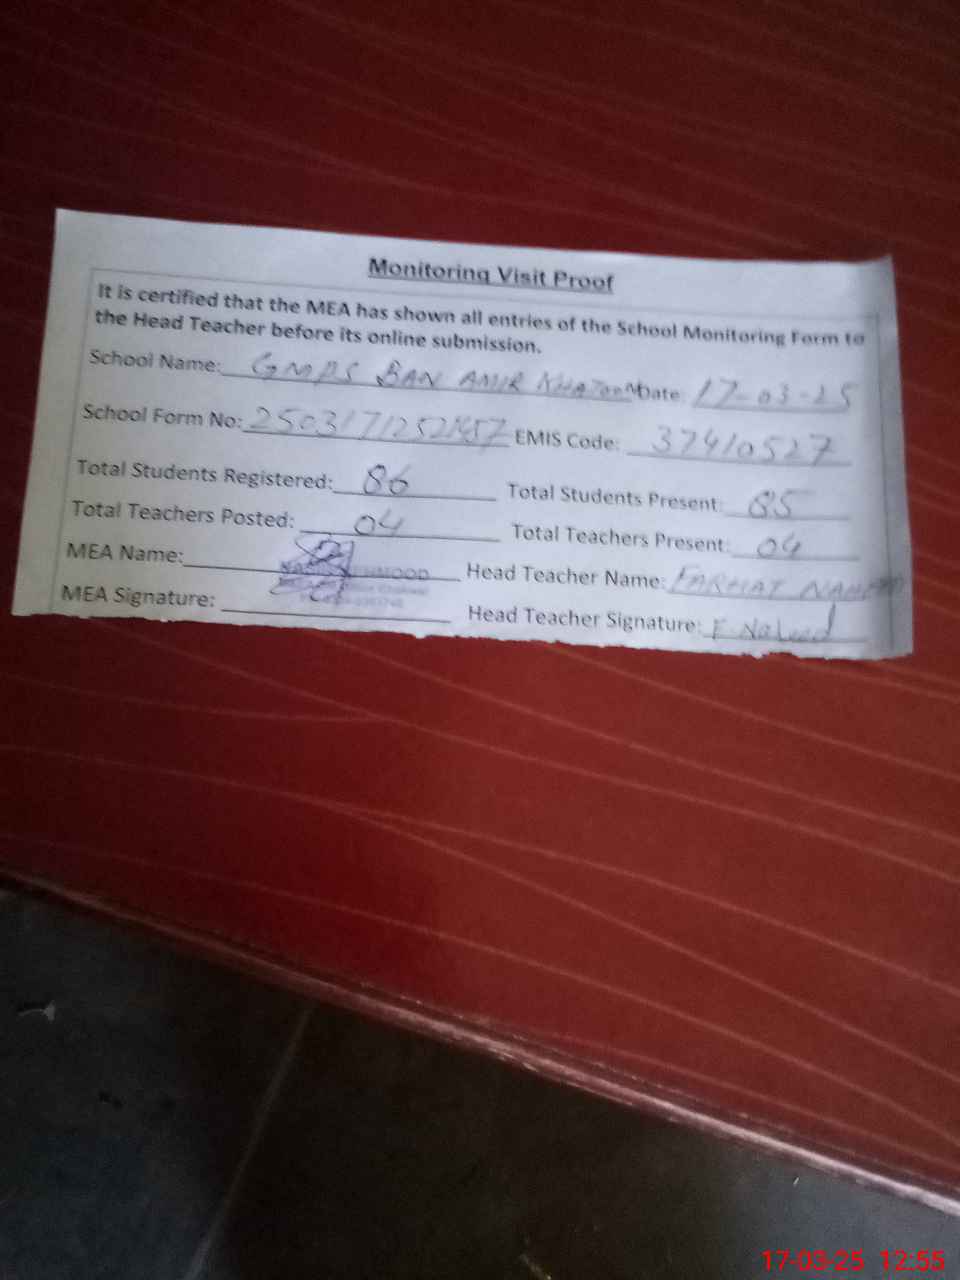 Monitoring Visit Proof
It is certified that the MEA has shown all entries of the School Monitoring Form to
the Head Teacher before its online submission.
School Name: GMPS BAN AMIR KHATOON Date: 17-03-25
School Form No: EMIS Code: 37410527
Total Students Registered: 86 Total Students Present: 85
Total Teachers Posted: 04 Total Teachers Present: 04
MEA Name: Head Teacher Name: FARHAT
MEA Signature: Head Teacher Signature: F.
17-03-25 12:55